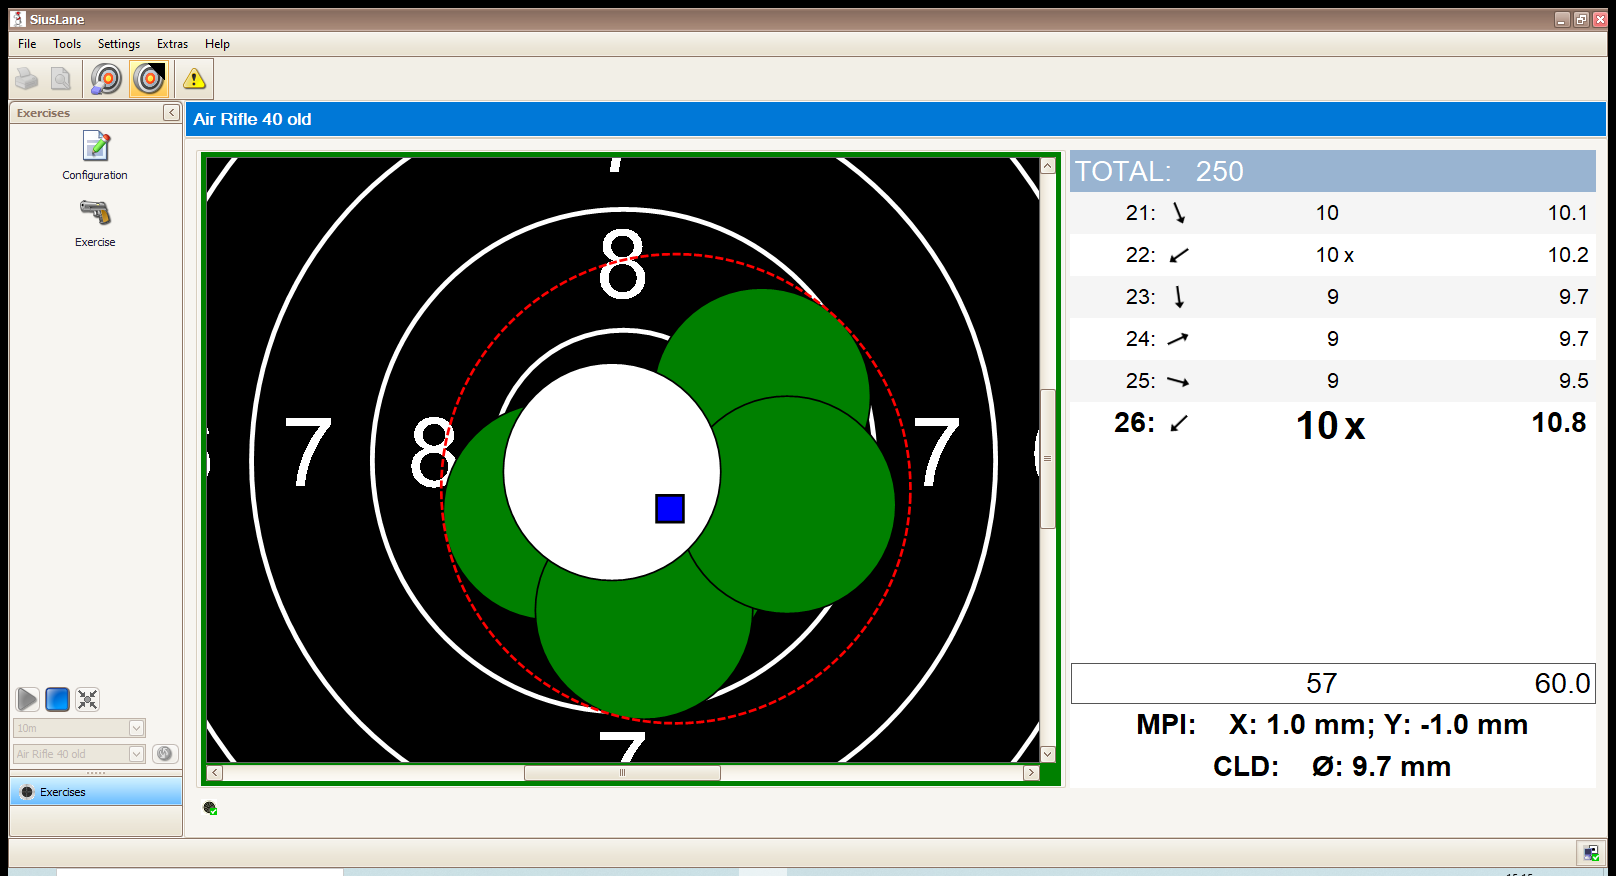 SiusLane
File Tools Settings Extras Help
Exercises
Air Rifle 40 old
Configuration
Exercise
7
8
7 8 7
7
TOTAL: 250
21: 10 10.1
22: 10 x 10.2
23: 9 9.7
24: 9 9.7
25: 9 9.5
26: 10 x 10.8
57 60.0
MPI: X: 1.0 mm; Y: -1.0 mm
CLD: Ø: 9.7 mm
10m
Air Rifle 40 old
Exercises